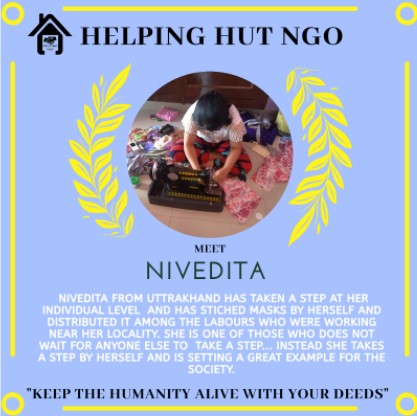 HELPING HUT NGO
MEET
NIVEDITA
NIVEDITA FROM UTTRAKHAND HAS TAKEN A STEP AT HER
INDIVIDUAL LEVEL AND HAS STICHED MASKS BY HERSELF AND
DISTRIBUTED IT AMONG THE LABOURS WHO WERE WORKING
NEAR HER LOCALITY. SHE IS ONE OF THOSE WHO DOES NOT
WAIT FOR ANYONE ELSE TO TAKE A STEP... INSTEAD SHE TAKES
A STEP BY HERSELF AND IS SETTING A GREAT EXAMPLE FOR THE
SOCIETY.
"KEEP THE HUMANITY ALIVE WITH YOUR DEEDS"